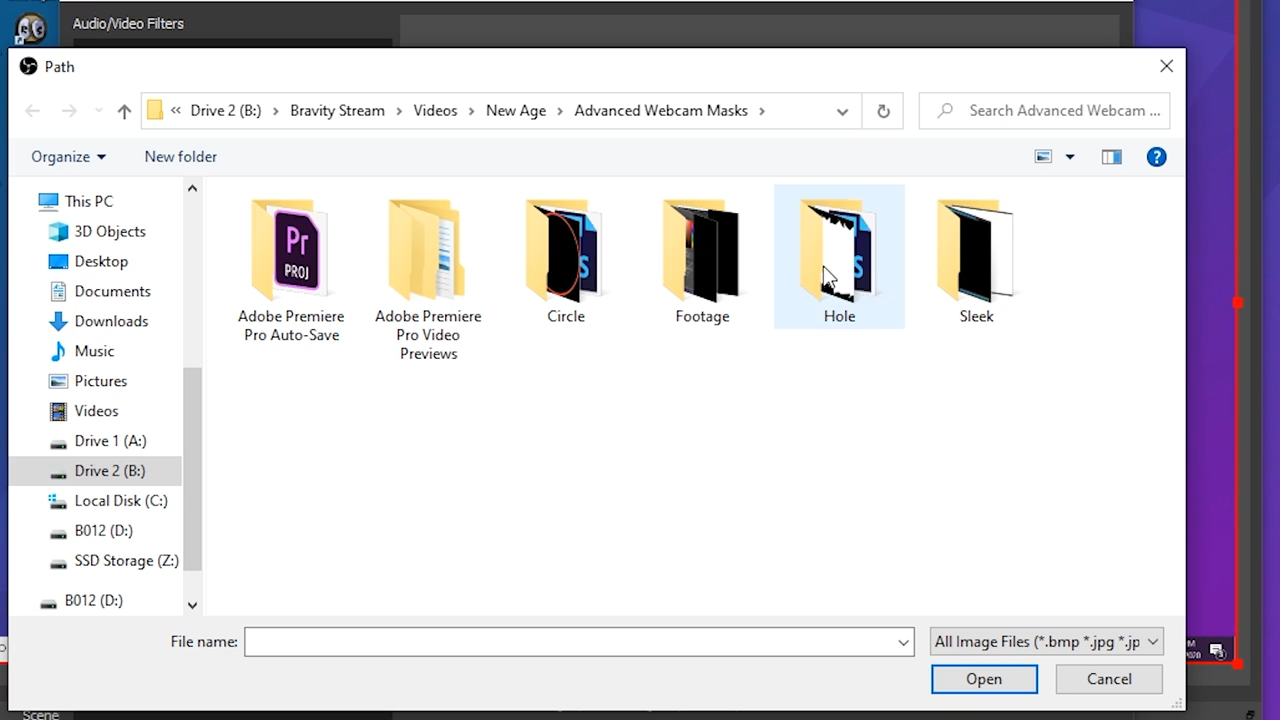 Audio/Video Filters
Path
« Drive 2 (B:) › Bravity Stream › Videos › New Age › Advanced Webcam Masks ›
Search Advanced Webcam ...
Organize
New folder
This PC
3D Objects
Desktop
Documents
Downloads
Music
Pictures
Videos
Drive 1 (A:)
Drive 2 (B:)
Local Disk (C:)
B012 (D:)
SSD Storage (Z:)
B012 (D:)
Pr
PROJ
Adobe Premiere
Pro Auto-Save
Adobe Premiere
Pro Video
Previews
Circle
Footage
Hole
Sleek
File name:
All Image Files (*.bmp *.jpg *.jp
Open
Cancel
Scene